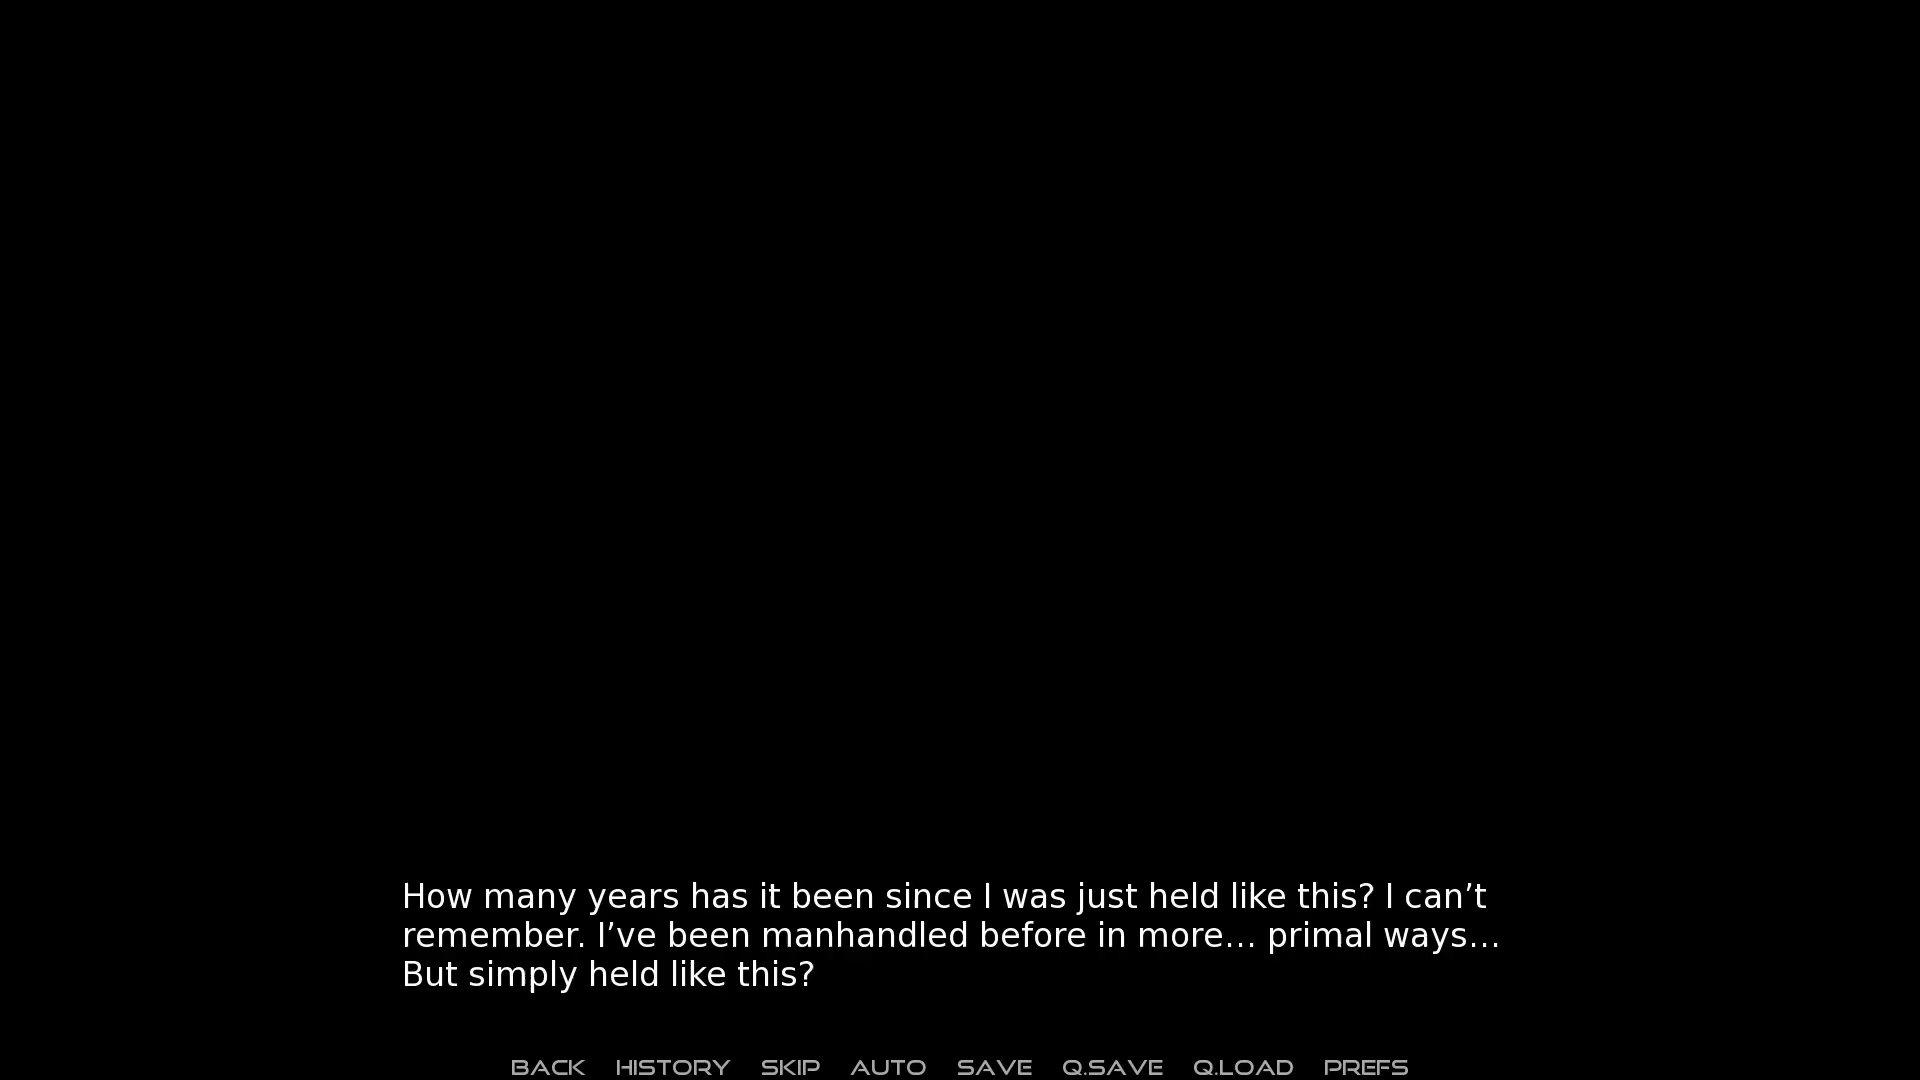 How many years has it been since I was just held like this? I can’t
remember. I’ve been manhandled before in more… primal ways…
But simply held like this?
BACK HISTORY SKIP AUTO SAVE Q.SAVE Q.LOAD PREFS